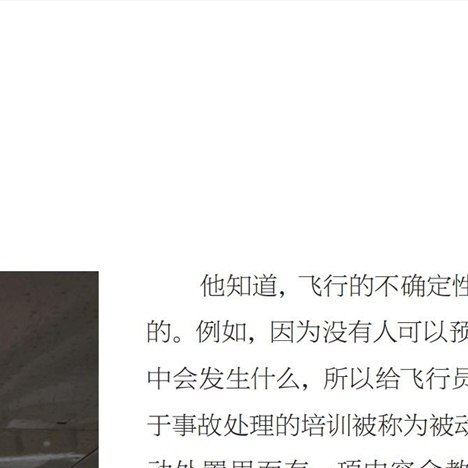 他知道，飞行的不确定性
的。例如，因为没有人可以预
中会发生什么，所以给飞行员
于事故处理的培训被称为被动